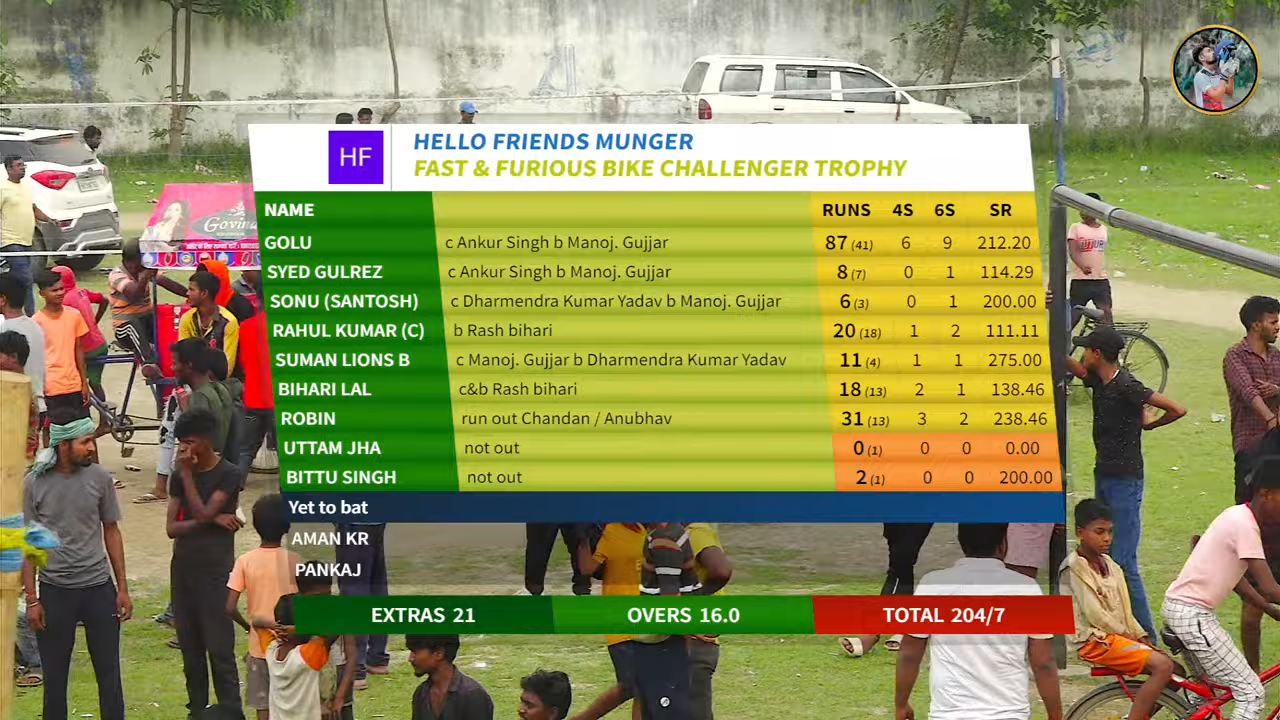 HF
HELLO FRIENDS MUNGER
FAST & FURIOUS BIKE CHALLENGER TROPHY
NAME RUNS 4S 6S SR
GOLU c Ankur Singh b Manoj. Gujjar 87 (41) 6 9 212.20
SYED GULREZ c Ankur Singh b Manoj. Gujjar 8 (7) 0 1 114.29
SONU (SANTOSH) c Dharmendra Kumar Yadav b Manoj. Gujjar 6 (3) 0 1 200.00
RAHUL KUMAR (C) b Rash bihari 20 (18) 1 2 111.11
SUMAN LIONS B c Manoj. Gujjar b Dharmendra Kumar Yadav 11 (4) 1 1 275.00
BIHARI LAL c&b Rash bihari 18 (13) 2 1 138.46
ROBIN run out Chandan / Anubhav 31 (13) 3 2 238.46
UTTAM JHA not out 0 (1) 0 0 0.00
BITTU SINGH not out 2 (1) 0 0 200.00
Yet to bat
AMAN KR
PANKAJ
EXTRAS 21 OVERS 16.0 TOTAL 204/7